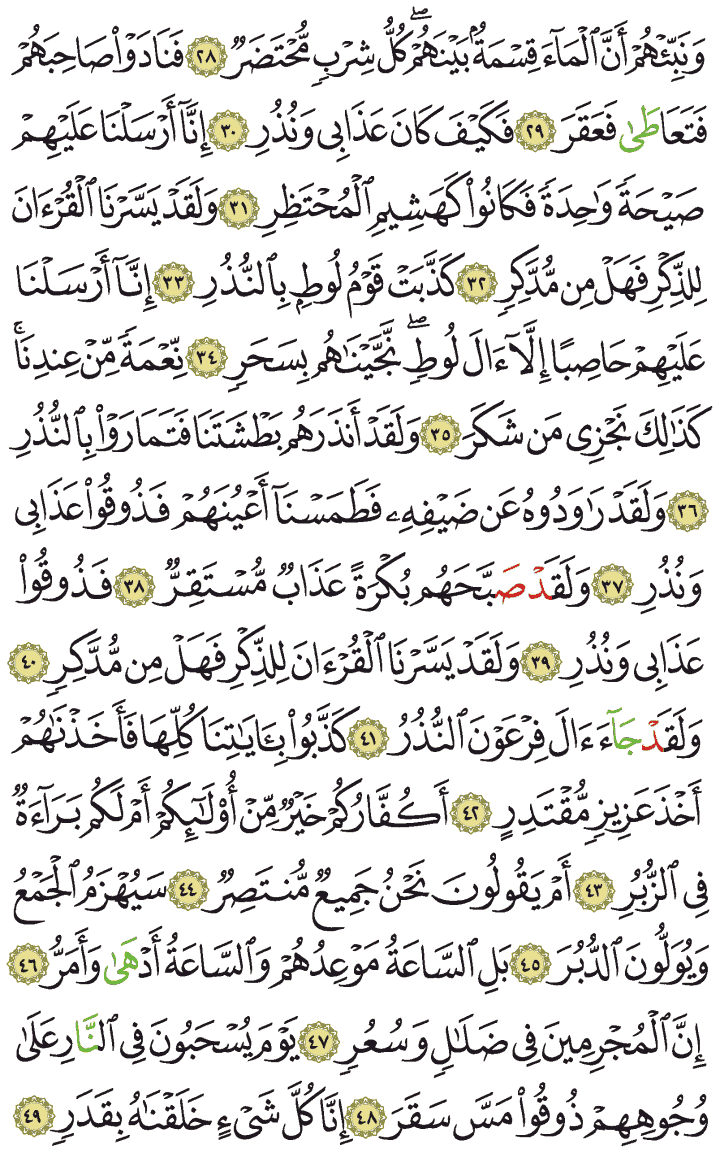 وَنَبِّئۡهُمۡ أَنَّ ٱلۡمَآءَ قِسۡمَةُۢ بَيۡنَهُمۡۖ كُلُّ شِرۡبٖ مُّحۡتَضَرٞ ٢٨ فَنَادَوۡاْ صَاحِبَهُمۡ
فَتَعَاطَىٰ فَعَقَرَ ٢٩ فَكَيۡفَ كَانَ عَذَابِي وَنُذُرِ ٣٠ إِنَّآ أَرۡسَلۡنَا عَلَيۡهِمۡ
صَيۡحَةٗ وَٰحِدَةٗ فَكَانُواْ كَهَشِيمِ ٱلۡمُحۡتَظِرِ ٣١ وَلَقَدۡ يَسَّرۡنَا ٱلۡقُرۡءَانَ
لِلذِّكۡرِ فَهَلۡ مِن مُّدَّكِرٖ ٣٢ كَذَّبَتۡ قَوۡمُ لُوطِۭ بِٱلنُّذُرِ ٣٣ إِنَّآ أَرۡسَلۡنَا
عَلَيۡهِمۡ حَاصِبًا إِلَّآ ءَالَ لُوطٖۖ نَّجَّيۡنَٰهُم بِسَحَرٖ ٣٤ نِّعۡمَةٗ مِّنۡ عِندِنَاۚ
كَذَٰلِكَ نَجۡزِي مَن شَكَرَ ٣٥ وَلَقَدۡ أَنذَرَهُم بَطۡشَتَنَا فَتَمَارَوۡاْ بِٱلنُّذُرِ
٣٦ وَلَقَدۡ رَٰوَدُوهُ عَن ضَيۡفِهِۦ فَطَمَسۡنَآ أَعۡيُنَهُمۡ فَذُوقُواْ عَذَابِي
وَنُذُرِ ٣٧ وَلَقَدۡ صَبَّحَهُم بُكۡرَةً عَذَابٞ مُّسۡتَقِرّٞ ٣٨ فَذُوقُواْ
عَذَابِي وَنُذُرِ ٣٩ وَلَقَدۡ يَسَّرۡنَا ٱلۡقُرۡءَانَ لِلذِّكۡرِ فَهَلۡ مِن مُّدَّكِرٖ ٤٠
وَلَقَدۡ جَآءَ ءَالَ فِرۡعَوۡنَ ٱلنُّذُرُ ٤١ كَذَّبُواْ بِـَٔايَٰتِنَا كُلِّهَا فَأَخَذۡنَٰهُمۡ
أَخۡذَ عَزِيزٖ مُّقۡتَدِرٍ ٤٢ أَكُفَّارُكُمۡ خَيۡرٞ مِّنۡ أُوْلَٰٓئِكُمۡ أَمۡ لَكُم بَرَآءَةٞ
فِي ٱلزُّبُرِ ٤٣ أَمۡ يَقُولُونَ نَحۡنُ جَمِيعٞ مُّنتَصِرٞ ٤٤ سَيُهۡزَمُ ٱلۡجَمۡعُ
وَيُوَلُّونَ ٱلدُّبُرَ ٤٥ بَلِ ٱلسَّاعَةُ مَوۡعِدُهُمۡ وَٱلسَّاعَةُ أَدۡهَىٰ وَأَمَرُّ ٤٦
إِنَّ ٱلۡمُجۡرِمِينَ فِي ضَلَٰلٖ وَسُعُرٖ ٤٧ يَوۡمَ يُسۡحَبُونَ فِي ٱلنَّارِ عَلَىٰ
وُجُوهِهِمۡ ذُوقُواْ مَسَّ سَقَرَ ٤٨ إِنَّا كُلَّ شَيۡءٍ خَلَقۡنَٰهُ بِقَدَرٖ ٤٩